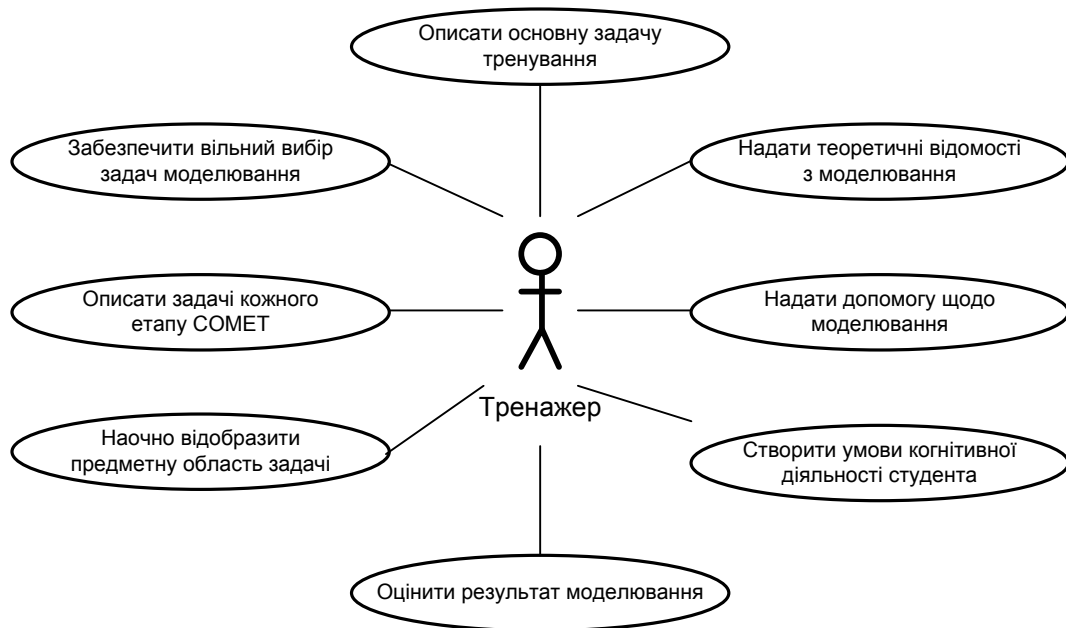 Описати основну задачу
тренування
Забезпечити вільний вибір
задач моделювання
Надати теоретичні відомості
з моделювання
Описати задачі кожного
етапу COMET
Надати допомогу щодо
моделювання
Тренажер
Наочно відобразити
предметну область задачі
Створити умови когнітивної
діяльності студента
Оцінити результат моделювання